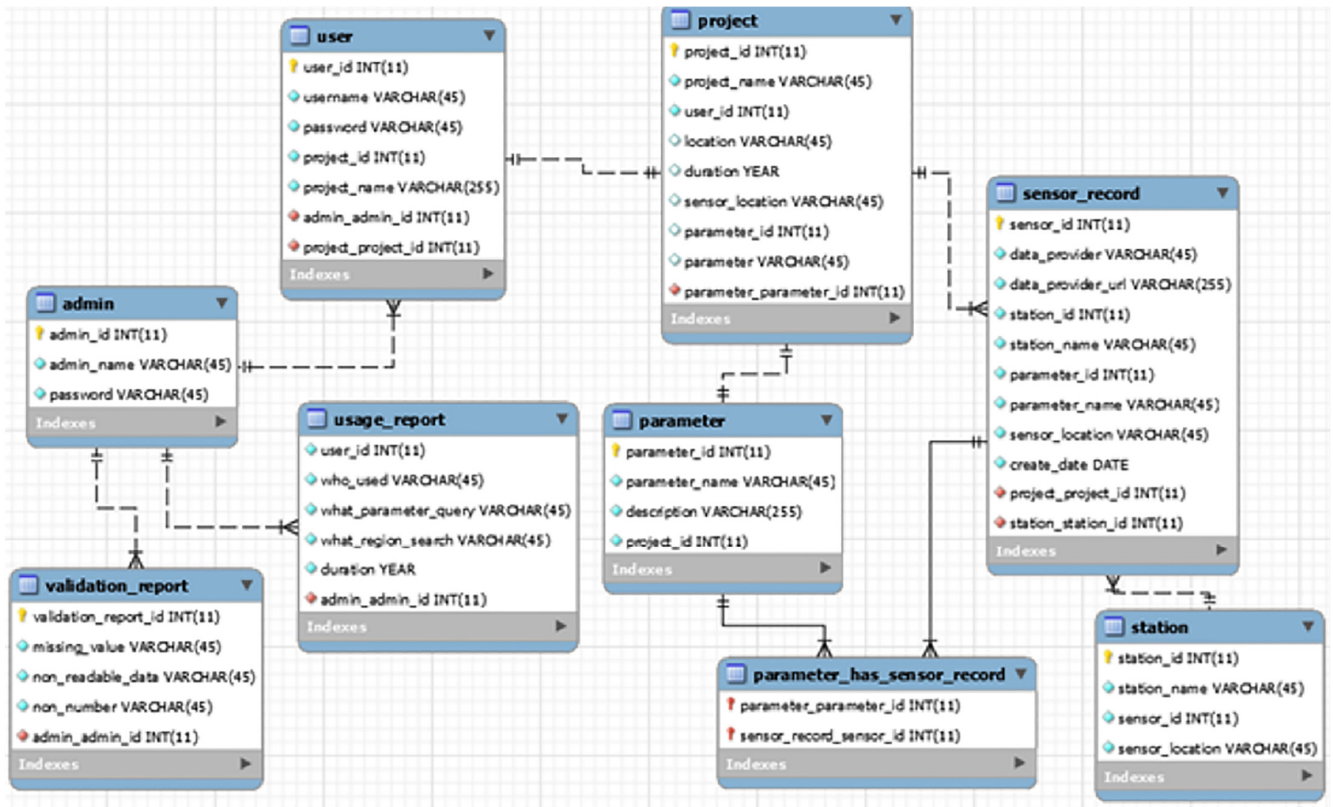 user
user_id INT(11)
username VARCHAR(45)
password VARCHAR(45)
project_id INT(11)
project_name VARCHAR(255)
admin_admin_id INT(11)
project_project_id INT(11)
Indexes
project
project_id INT(11)
project_name VARCHAR(45)
user_id INT(11)
location VARCHAR(45)
duration YEAR
sensor_location VARCHAR(45)
parameter_id INT(11)
parameter VARCHAR(45)
parameter_parameter_id INT(11)
Indexes
sensor_record
sensor_id INT(11)
data_provider VARCHAR(45)
data_provider_url VARCHAR(255)
station_id INT(11)
station_name VARCHAR(45)
parameter_id INT(11)
parameter_name VARCHAR(45)
sensor_location VARCHAR(45)
create_date DATE
project_project_id INT(11)
station_station_id INT(11)
Indexes
admin
admin_id INT(11)
admin_name VARCHAR(45)
password VARCHAR(45)
Indexes
usage_report
user_id INT(11)
who_used VARCHAR(45)
what_parameter_query VARCHAR(45)
what_region_search VARCHAR(45)
duration YEAR
admin_admin_id INT(11)
Indexes
parameter
parameter_id INT(11)
parameter_name VARCHAR(45)
description VARCHAR(255)
project_id INT(11)
Indexes
validation_report
validation_report_id INT(11)
missing_value VARCHAR(45)
non_readable_data VARCHAR(45)
non_number VARCHAR(45)
admin_admin_id INT(11)
Indexes
parameter_has_sensor_record
parameter_parameter_id INT(11)
sensor_record_sensor_id INT(11)
Indexes
station
station_id INT(11)
station_name VARCHAR(45)
sensor_id INT(11)
sensor_location VARCHAR(45)
Indexes